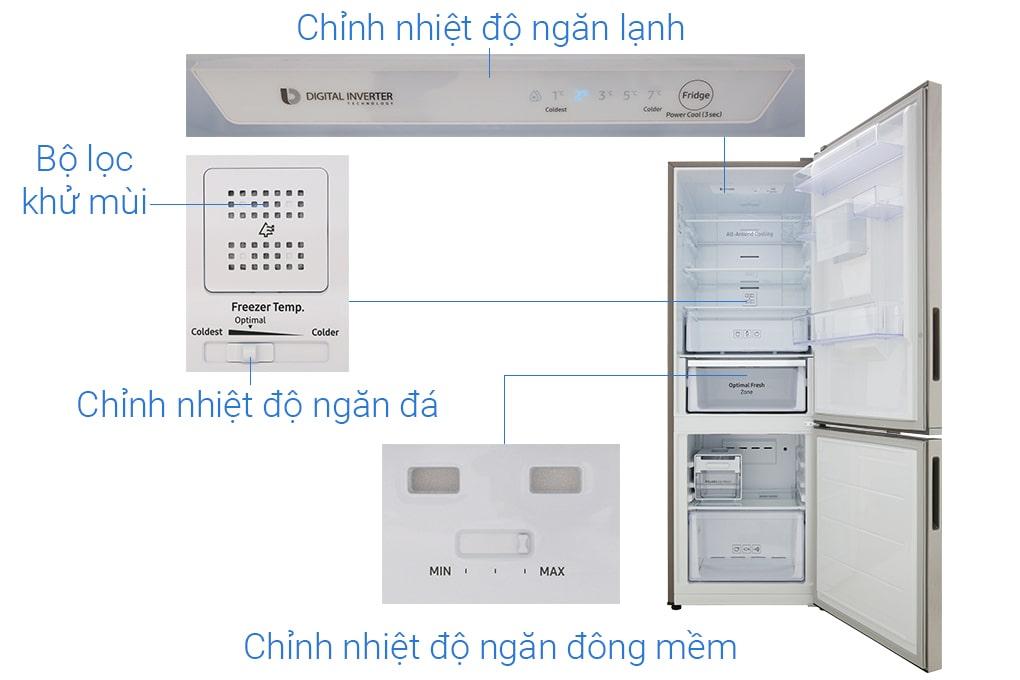 Chỉnh nhiệt độ ngăn lạnh
DIGITAL INVERTER
TECHNOLOGY
1°C 2°C 3°C 5°C 7°C
Coldest Colder
Fridge
Power Cool (3 sec)
Bộ lọc
khử mùi
Freezer Temp.
Optimal
Coldest Colder
Chỉnh nhiệt độ ngăn đá
All-Around Cooling
Optimal Fresh
Zone
MIN MAX
Chỉnh nhiệt độ ngăn đông mềm